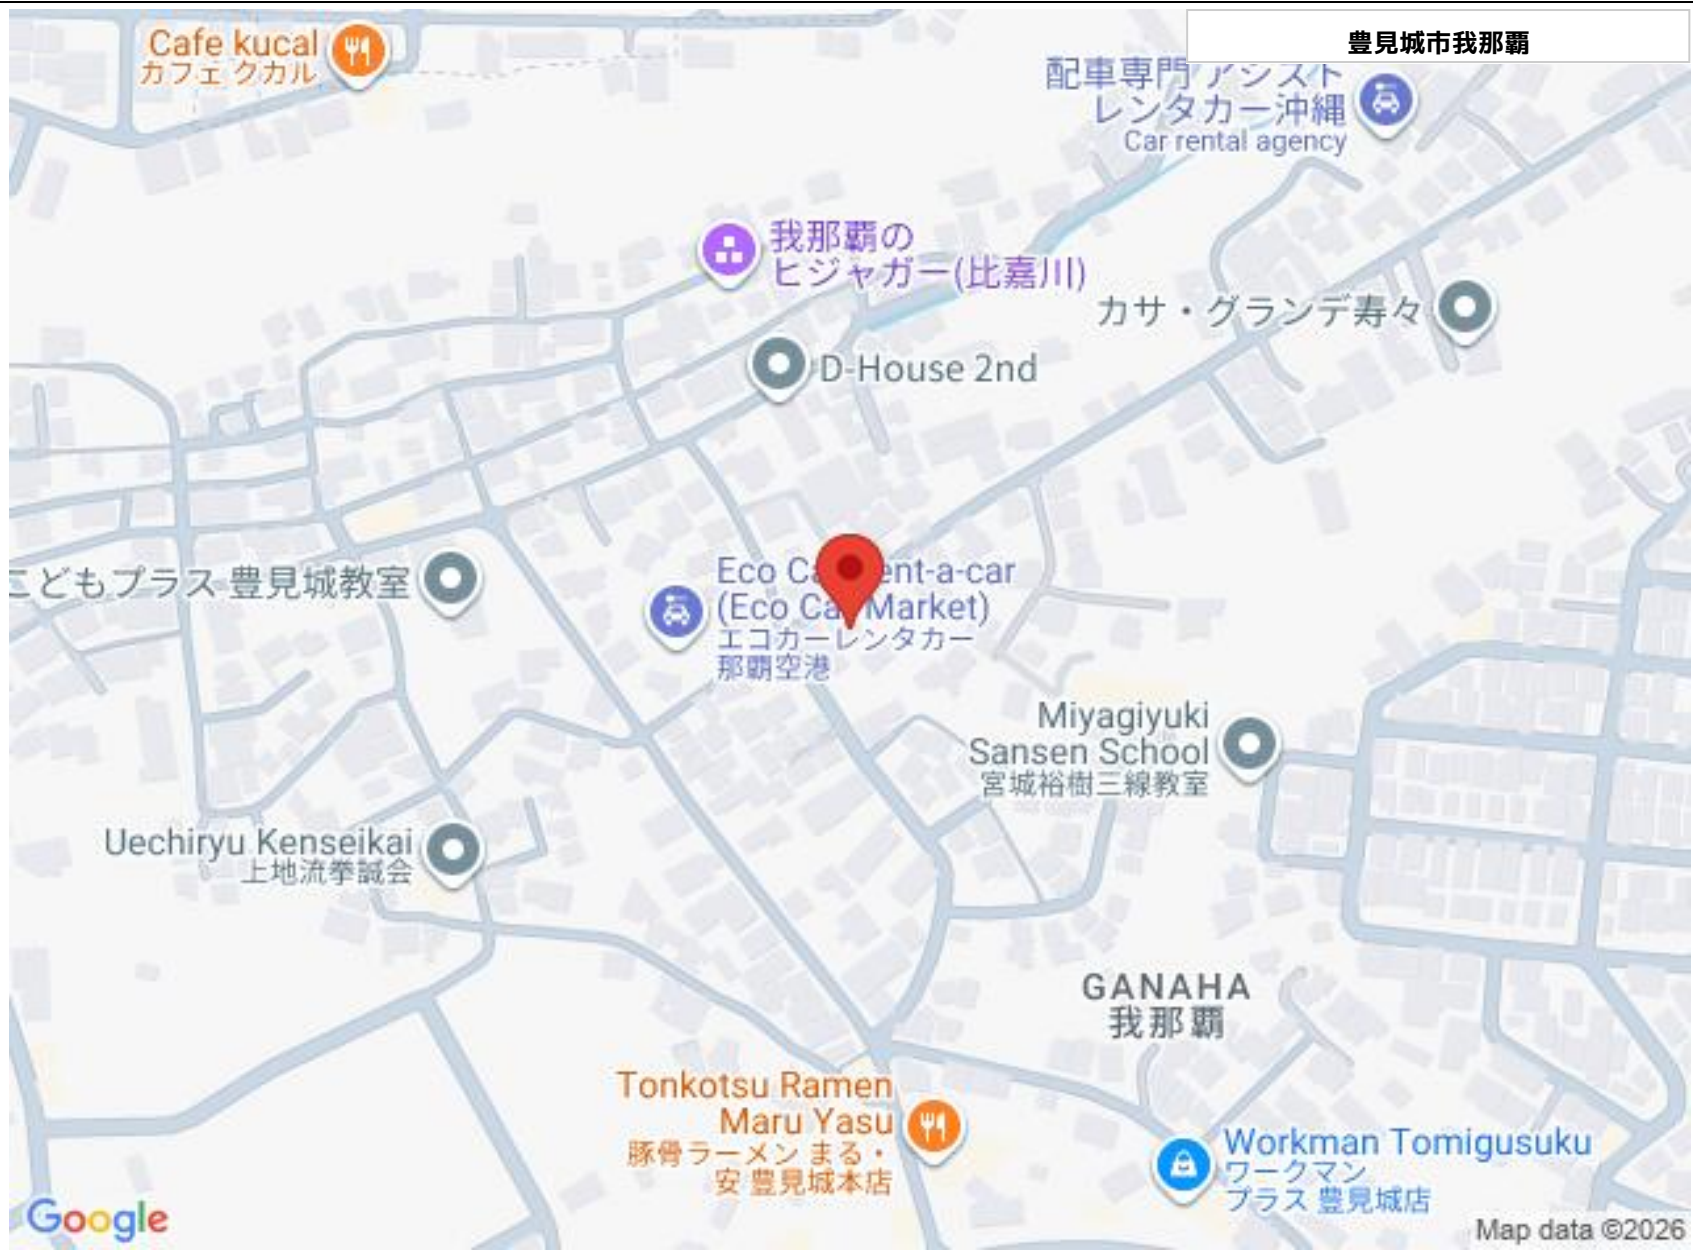 豊見城市我那覇
Cafe kucal
カフェ クカル
配車専門 アシスト
レンタカー沖縄
Car rental agency
我那覇の
ヒジャガー(比嘉川)
カサ・グランデ寿々
D-House 2nd
こどもプラス 豊見城教室
(Eco Ca Market)
エコカーレンタカー
那覇空港
Miyagiyuki
Sansen School
宮城裕樹三線教室
Uechiryu Kenseikai
上地流拳誠会
GANAHA
我那覇
Tonkotsu Ramen
Maru Yasu
豚骨ラーメン まる・
安 豊見城本店
Workman Tomigusuku
ワークマン
プラス 豊見城店
Google
Map data ©2026